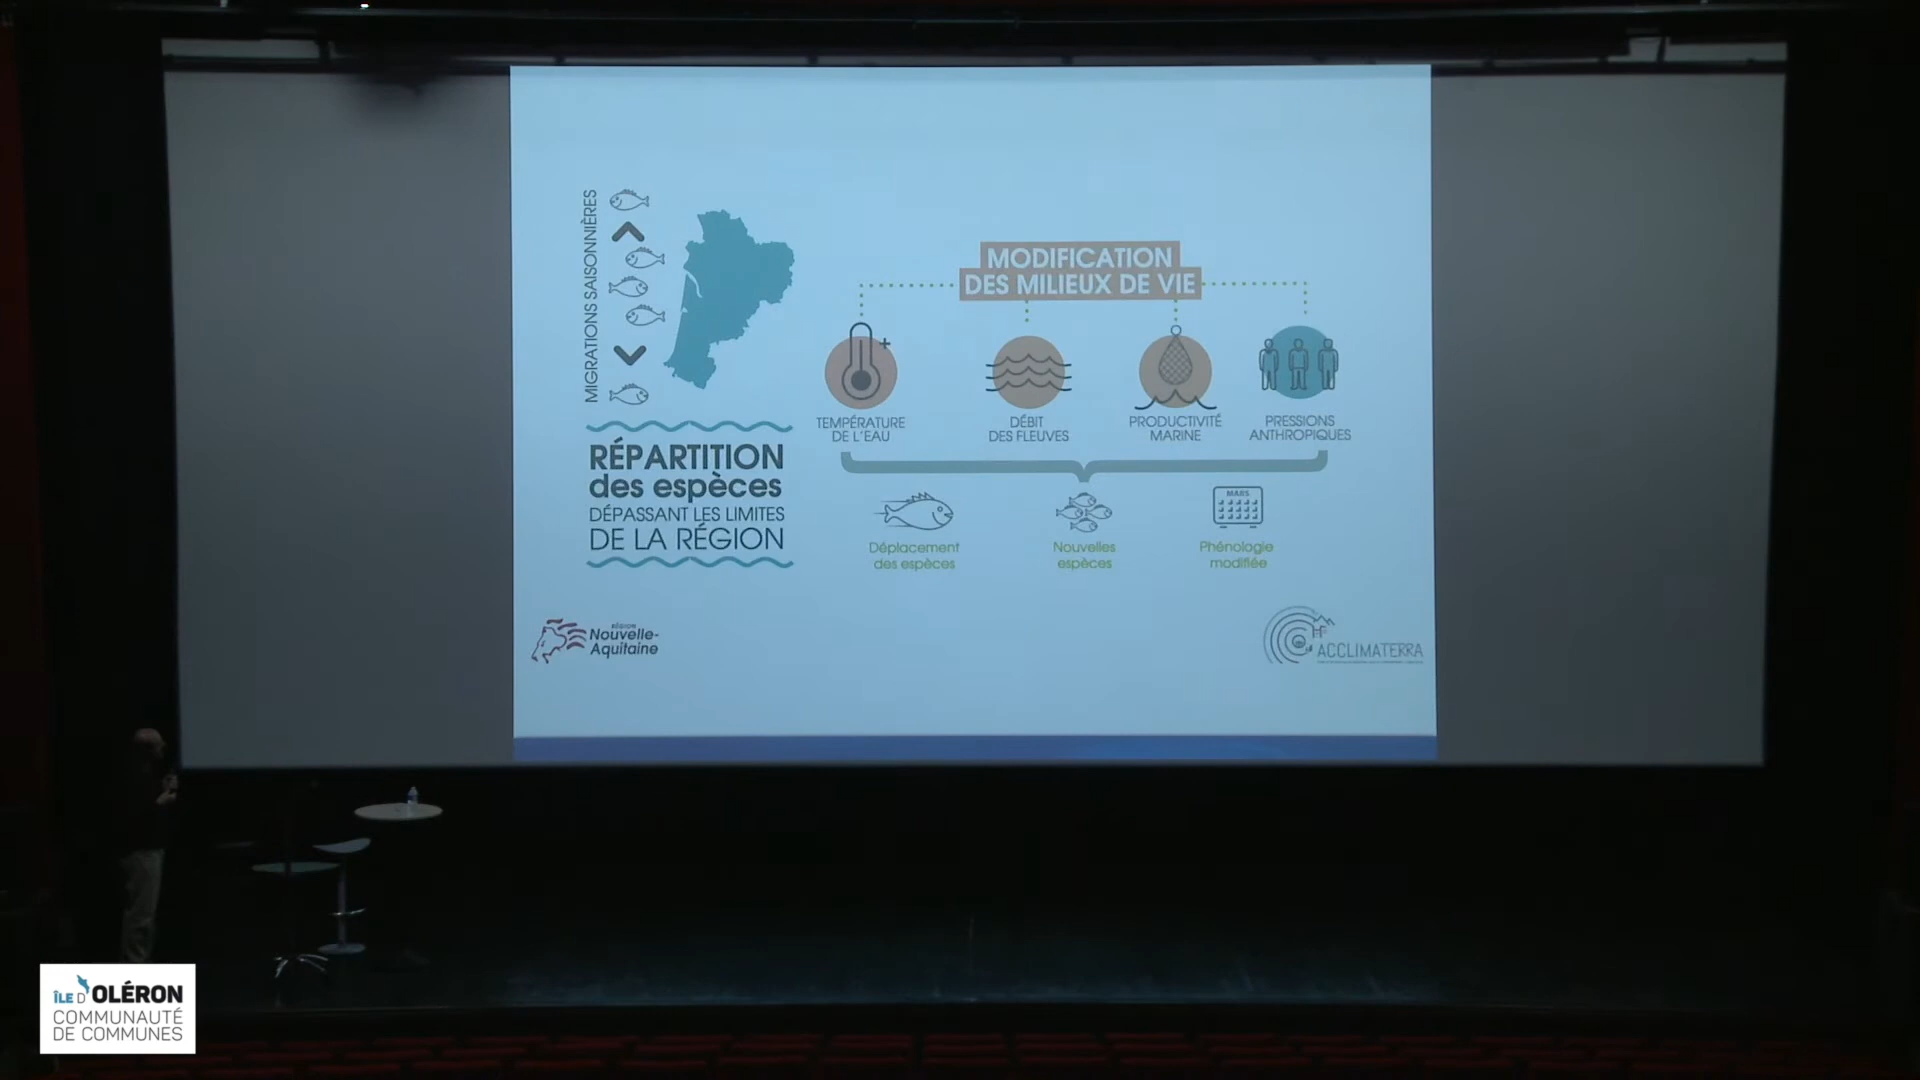 MIGRATIONS SAISONNIÈRES
RÉPARTITION
des espèces
DÉPASSANT LES LIMITES
DE LA RÉGION
MODIFICATION
DES MILIEUX DE VIE
TEMPÉRATURE
DE L'EAU
DÉBIT
DES FLEUVES
PRODUCTIVITÉ
MARINE
PRESSIONS
ANTHROPIQUES
MARS
Déplacement
des espèces
Nouvelles
espèces
Phénologie
modifiée
RÉGION
Nouvelle-
Aquitaine
ACCLIMATERRA
ÎLE D'OLÉRON
COMMUNAUTÉ
DE COMMUNES